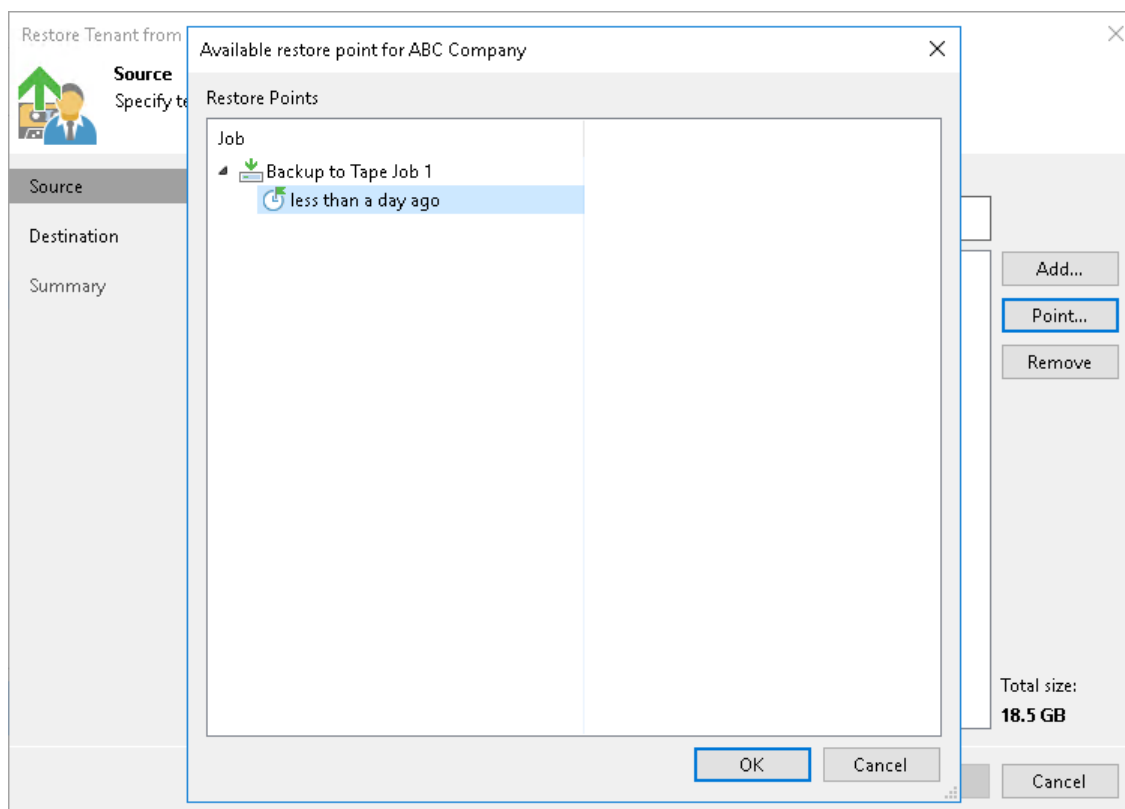 Restore Tenant from
Source
Specify te
Source
Destination
Summary
Available restore point for ABC Company
Restore Points
Job
Backup to Tape Job 1
less than a day ago
OK
Cancel
Add...
Point...
Remove
Total size:
18.5 GB
Cancel